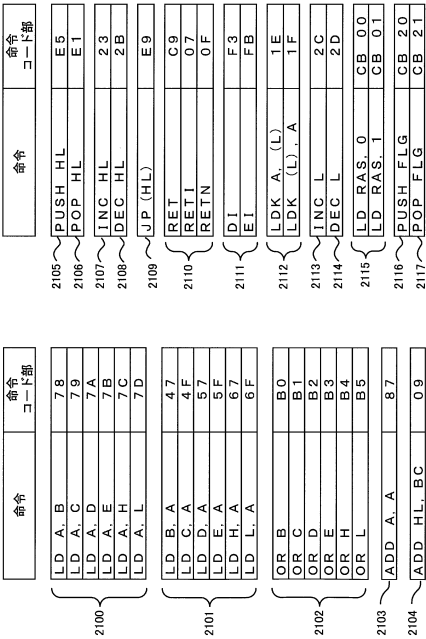 命令 命令コード部
2100 LD A, B 78
LD A, C 79
LD A, D 7A
LD A, E 7B
LD A, H 7C
LD A, L 7D
2101 LD B, A 47
LD C, A 4F
LD D, A 57
LD E, A 5F
LD H, A 67
LD L, A 6F
2102 OR B B0
OR C B1
OR D B2
OR E B3
OR H B4
OR L B5
2103 ADD A, A 87
2104 ADD HL, BC 09
命令 命令コード部
2105 PUSH HL E5
2106 POP HL E1
2107 INC HL 23
2108 DEC HL 2B
2109 JP (HL) E9
2110 RET C9
RETI 07
RETN 0F
2111 DI F3
EI FB
2112 LDK A, (L) 1E
LDK (L), A 1F
2113 INC L 2C
2114 DEC L 2D
2115 LD RAS, 0 CB 00
LD RAS, 1 CB 01
2116 PUSH FLG CB 20
2117 POP FLG CB 21